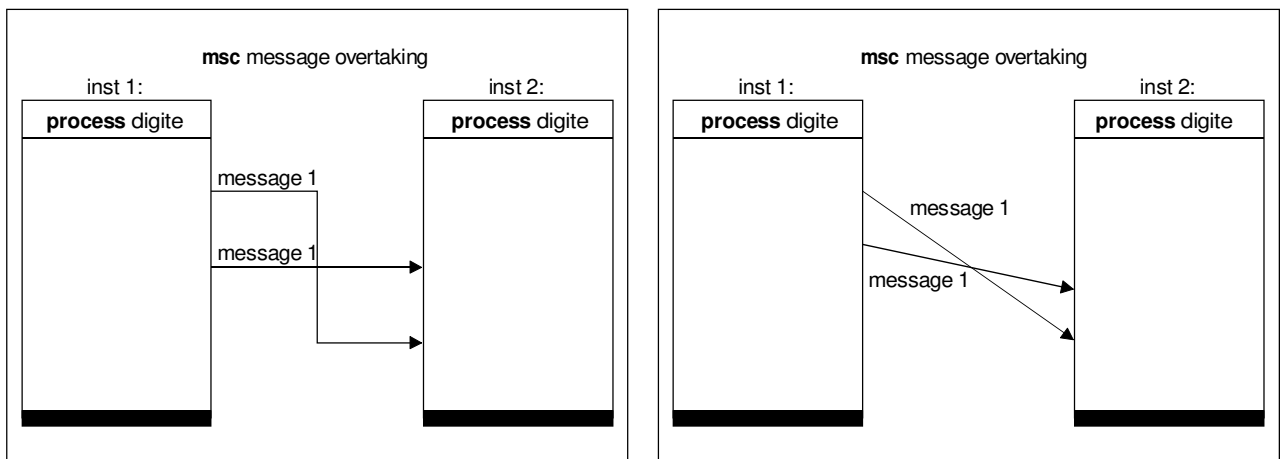 msc message overtaking
inst 1:
inst 2:
process digite
process digite
message 1
message 1
msc message overtaking
inst 1:
inst 2:
process digite
process digite
message 1
message 1